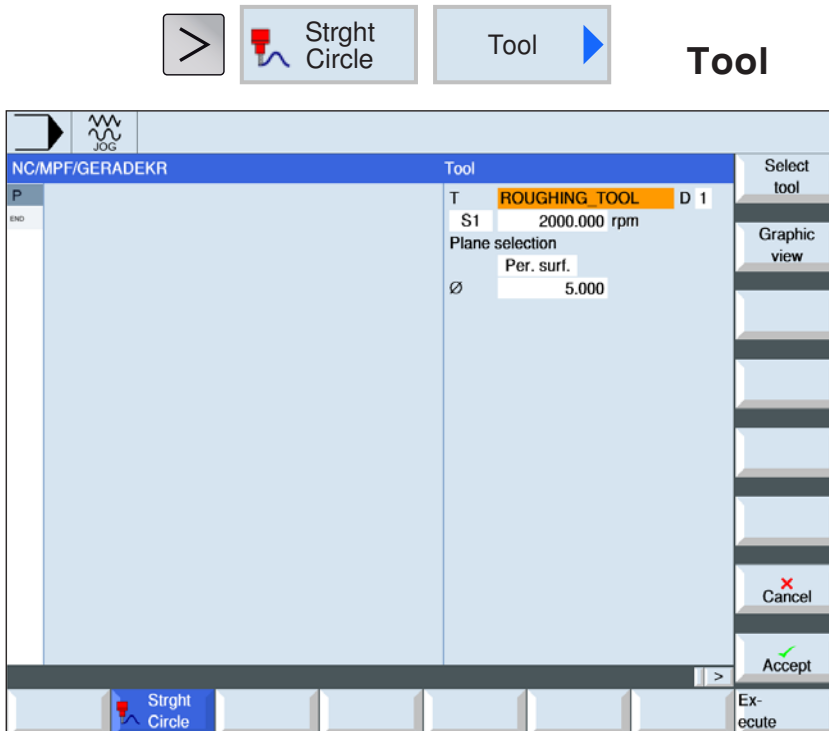 >
Strght
Circle
Tool
Tool
JOG
NC/MPF/GERADEKR
Tool
P
END
T ROUGHING_TOOL D 1
S1 2000.000 rpm
Plane selection
Per. surf.
Ø 5.000
Select
tool
Graphic
view
Cancel
Accept
>
Strght
Circle
Ex-
ecute